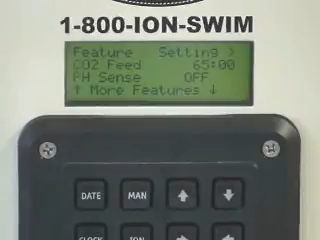 1-800-ION-SWIM
Feature Setting >
CO2 Feed 65:00
PH Sense OFF
↑ More Features ↓
DATE MAN ↑ ↓
CLOCK ION